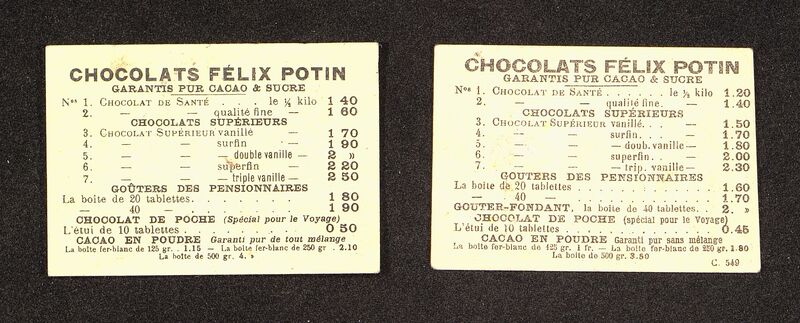 CHOCOLATS FÉLIX POTIN
GARANTIS PUR CACAO & SUCRE
Nos 1. CHOCOLAT DE SANTÉ . . . le ½ kilo 1 40
2. — — qualité fine — 1 60
CHOCOLATS SUPÉRIEURS
3. CHOCOLAT SUPÉRIEUR vanillé — 1 70
4. — — surfin — 1 90
5. — — double vanille — 2 »
6. — — superfin — 2 20
7. — — triple vanille — 2 50
GOÛTERS DES PENSIONNAIRES
La boîte de 20 tablettes. . . . . . . . . . 1 80
— 40 — . . . . . . . . . . 1 90
CHOCOLAT DE POCHE (Spécial pour le Voyage)
L'étui de 10 tablettes . . . . . . . . . . 0 50
CACAO EN POUDRE Garanti pur de tout mélange
La boîte fer-blanc de 125 gr. . 1.15 — La boîte fer-blanc de 250 gr . 2.10
La boîte de 500 gr. 4. »
CHOCOLATS FÉLIX POTIN
GARANTIS PUR CACAO & SUCRE
Nos 1. CHOCOLAT DE SANTÉ . . . . . . le ½ kilo 1.20
2. — — qualité fine. — 1.40
CHOCOLATS SUPÉRIEURS
3. CHOCOLAT SUPÉRIEUR vanillé. . . — 1.50
4. — — surfin. . . — 1.70
5. — — doub. vanille — 1.80
6. — — superfin. . — 2.00
7. — — trip. vanille — 2.30
GOUTERS DES PENSIONNAIRES
La boîte de 20 tablettes . . . . . . . . . . 1.60
— 40 — . . . . . . . . . . 1.70
GOUTER-FONDANT, la boîte de 40 tablettes. . 2. »
CHOCOLAT DE POCHE (spécial pour le Voyage)
L'étui de 10 tablettes . . . . . . . . . . 0.45
CACAO EN POUDRE Garanti pur sans mélange
La boîte fer-blanc de 125 gr. 1 fr. — La boîte fer-blanc de 250 gr. 1.80
La boîte de 500 gr. 3.50
C. 549